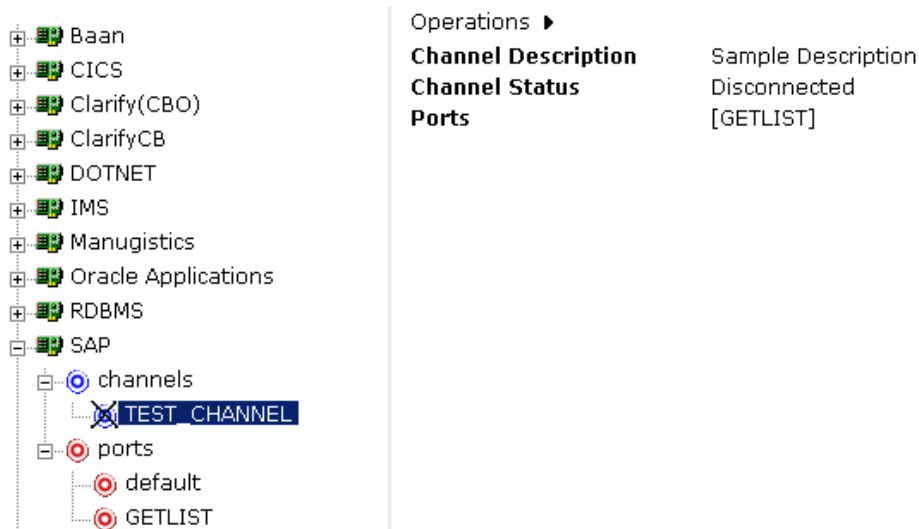 Baan
CICS
Clarify(CBO)
ClarifyCB
DOTNET
IMS
Manugistics
Oracle Applications
RDBMS
SAP
channels
TEST_CHANNEL
ports
default
GETLIST
Operations
Channel Description Sample Description
Channel Status Disconnected
Ports [GETLIST]